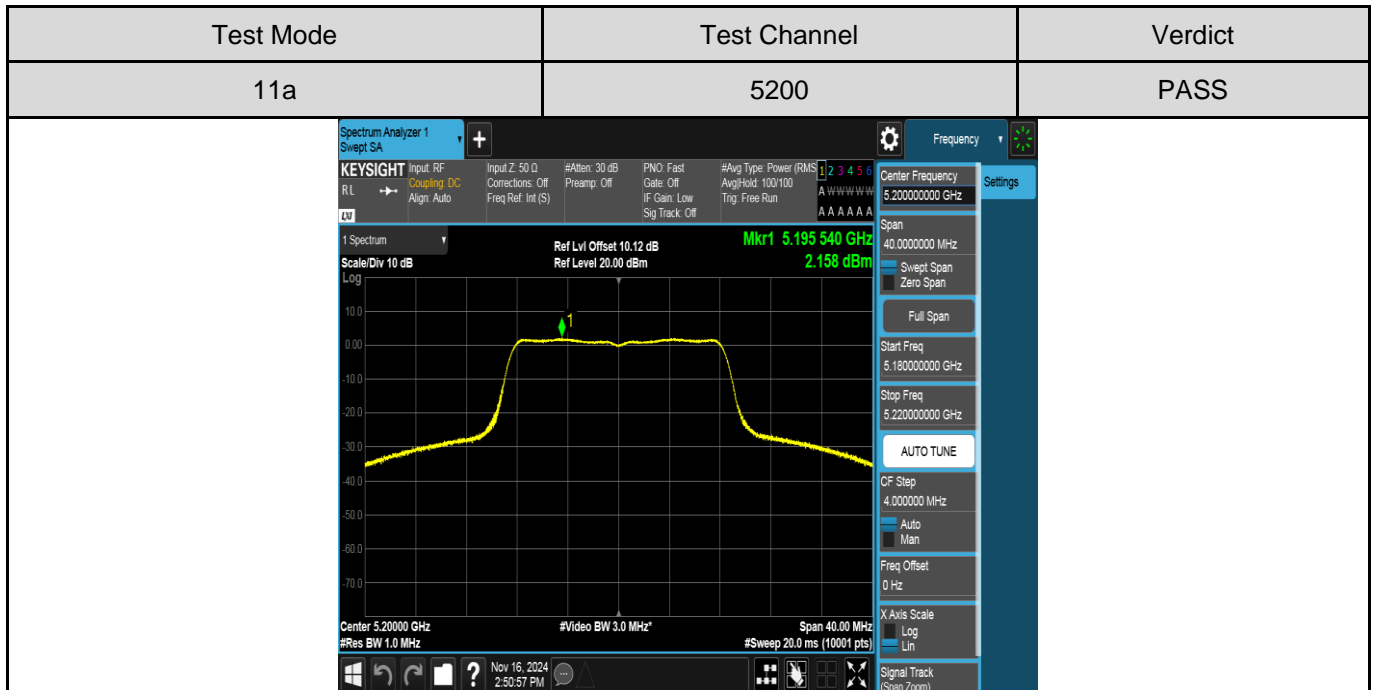 Test Mode Test Channel Verdict
11a 5200 PASS
Spectrum Analyzer 1
Swept SA
+
Frequency
KEYSIGHT
RL
LXI
Input: RF
Coupling: DC
Align: Auto
Input Z: 50 Ω
Corrections: Off
Freq Ref: Int (S)
#Atten: 30 dB
Preamp: Off
PNO: Fast
Gate: Off
IF Gain: Low
Sig Track: Off
#Avg Type: Power (RMS
Avg|Hold: 100/100
Trig: Free Run
1 2 3 4 5 6
A W W W W W
A A A A A A
1 Spectrum
Scale/Div 10 dB
Log
Ref Lvl Offset 10.12 dB
Ref Level 20.00 dBm
Mkr1 5.195 540 GHz
2.158 dBm
1
10.0
0.00
-10.0
-20.0
-30.0
-40.0
-50.0
-60.0
-70.0
Center 5.20000 GHz
#Res BW 1.0 MHz
#Video BW 3.0 MHz*
Span 40.00 MHz
#Sweep 20.0 ms (10001 pts)
?
Nov 16, 2024
2:50:57 PM
Center Frequency
5.200000000 GHz
Settings
Span
40.0000000 MHz
Swept Span
Zero Span
Full Span
Start Freq
5.180000000 GHz
Stop Freq
5.220000000 GHz
AUTO TUNE
CF Step
4.000000 MHz
Auto
Man
Freq Offset
0 Hz
X Axis Scale
Log
Lin
Signal Track
(Span Zoom)